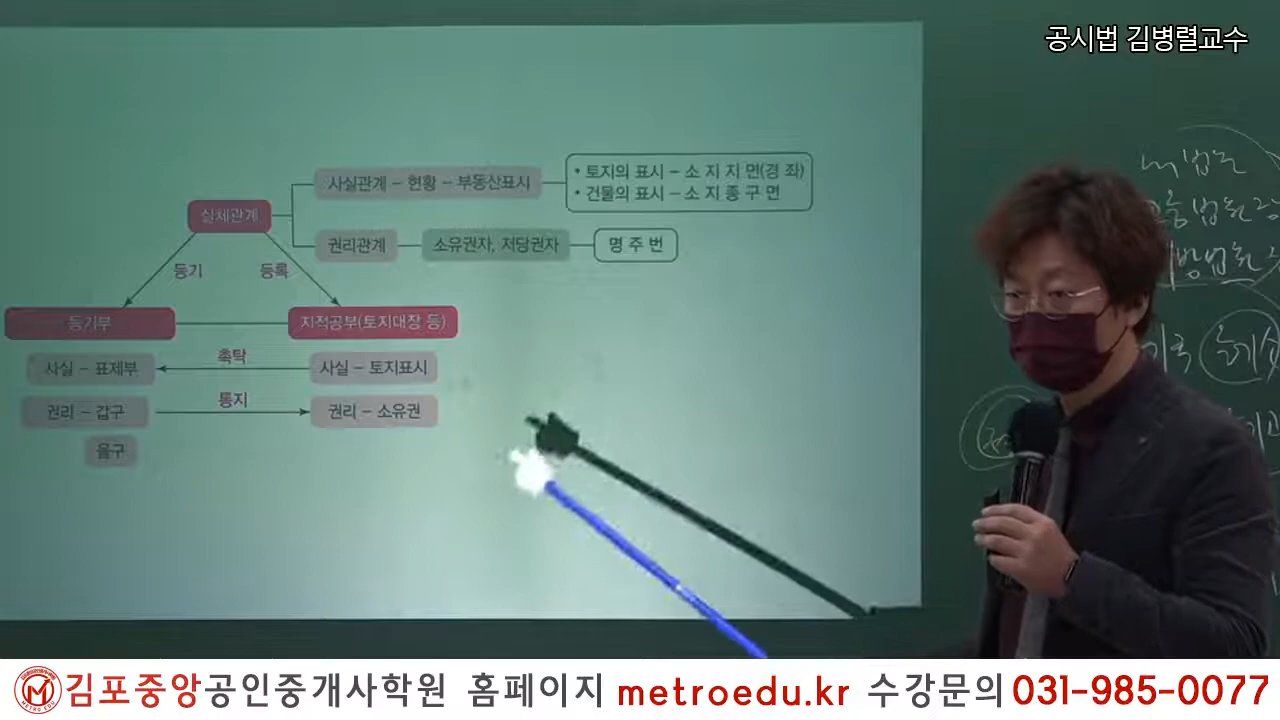 공시법 김병렬교수
사실관계 – 현황 – 부동산표시
• 토지의 표시 – 소 지 지 면(경 좌)
• 건물의 표시 – 소 지 종 구 면
실체관계
권리관계
소유권자, 저당권자
명 주 번
등기
등록
등기부
지적공부(토지대장 등)
사실 – 표제부
촉탁
사실 – 토지표시
권리 – 갑구
통지
권리 – 소유권
을구
METRO EDU
김포중앙공인중개사학원 홈페이지 metroedu.kr 수강문의 031-985-0077